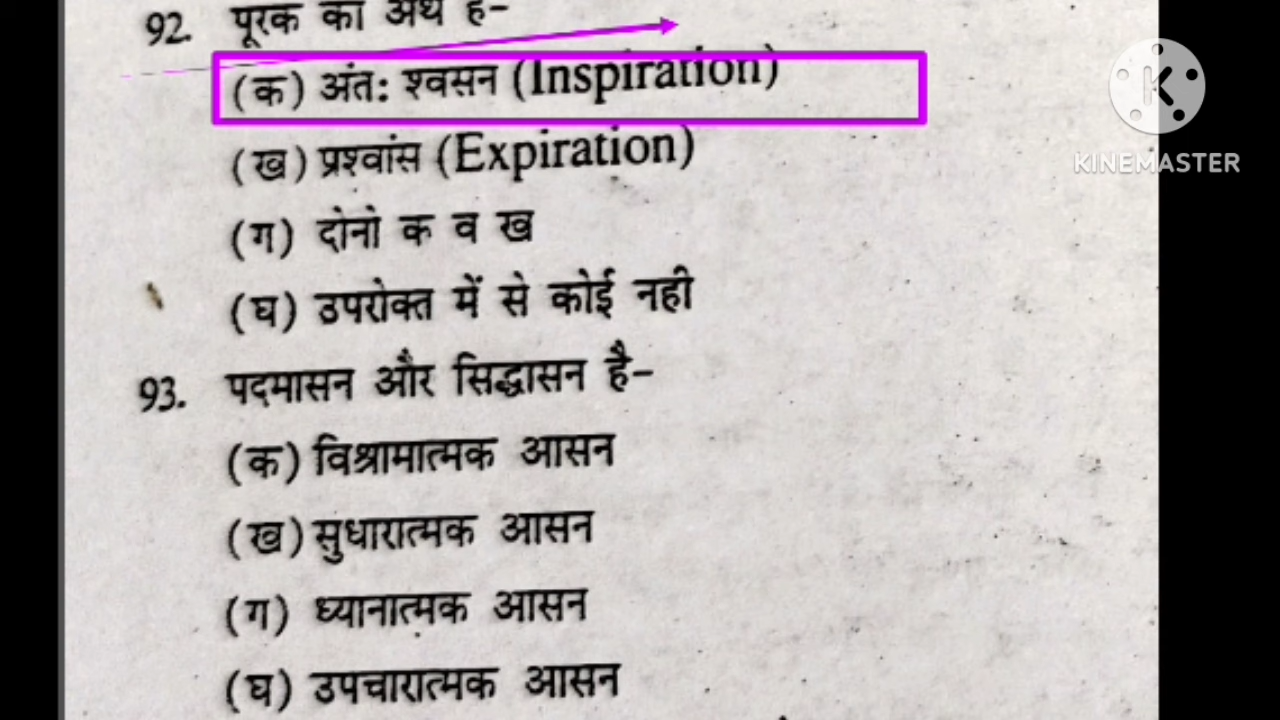 92. पूरक का अर्थ है-
(क) अंतः श्वसन (Inspiration)
(ख) प्रश्वांस (Expiration)
(ग) दोनो क व ख
(घ) उपरोक्त में से कोई नही
93. पदमासन और सिद्धासन है-
(क) विश्रामात्मक आसन
(ख) सुधारात्मक आसन
(ग) ध्यानात्मक आसन
(घ) उपचारात्मक आसन
KINEMASTER